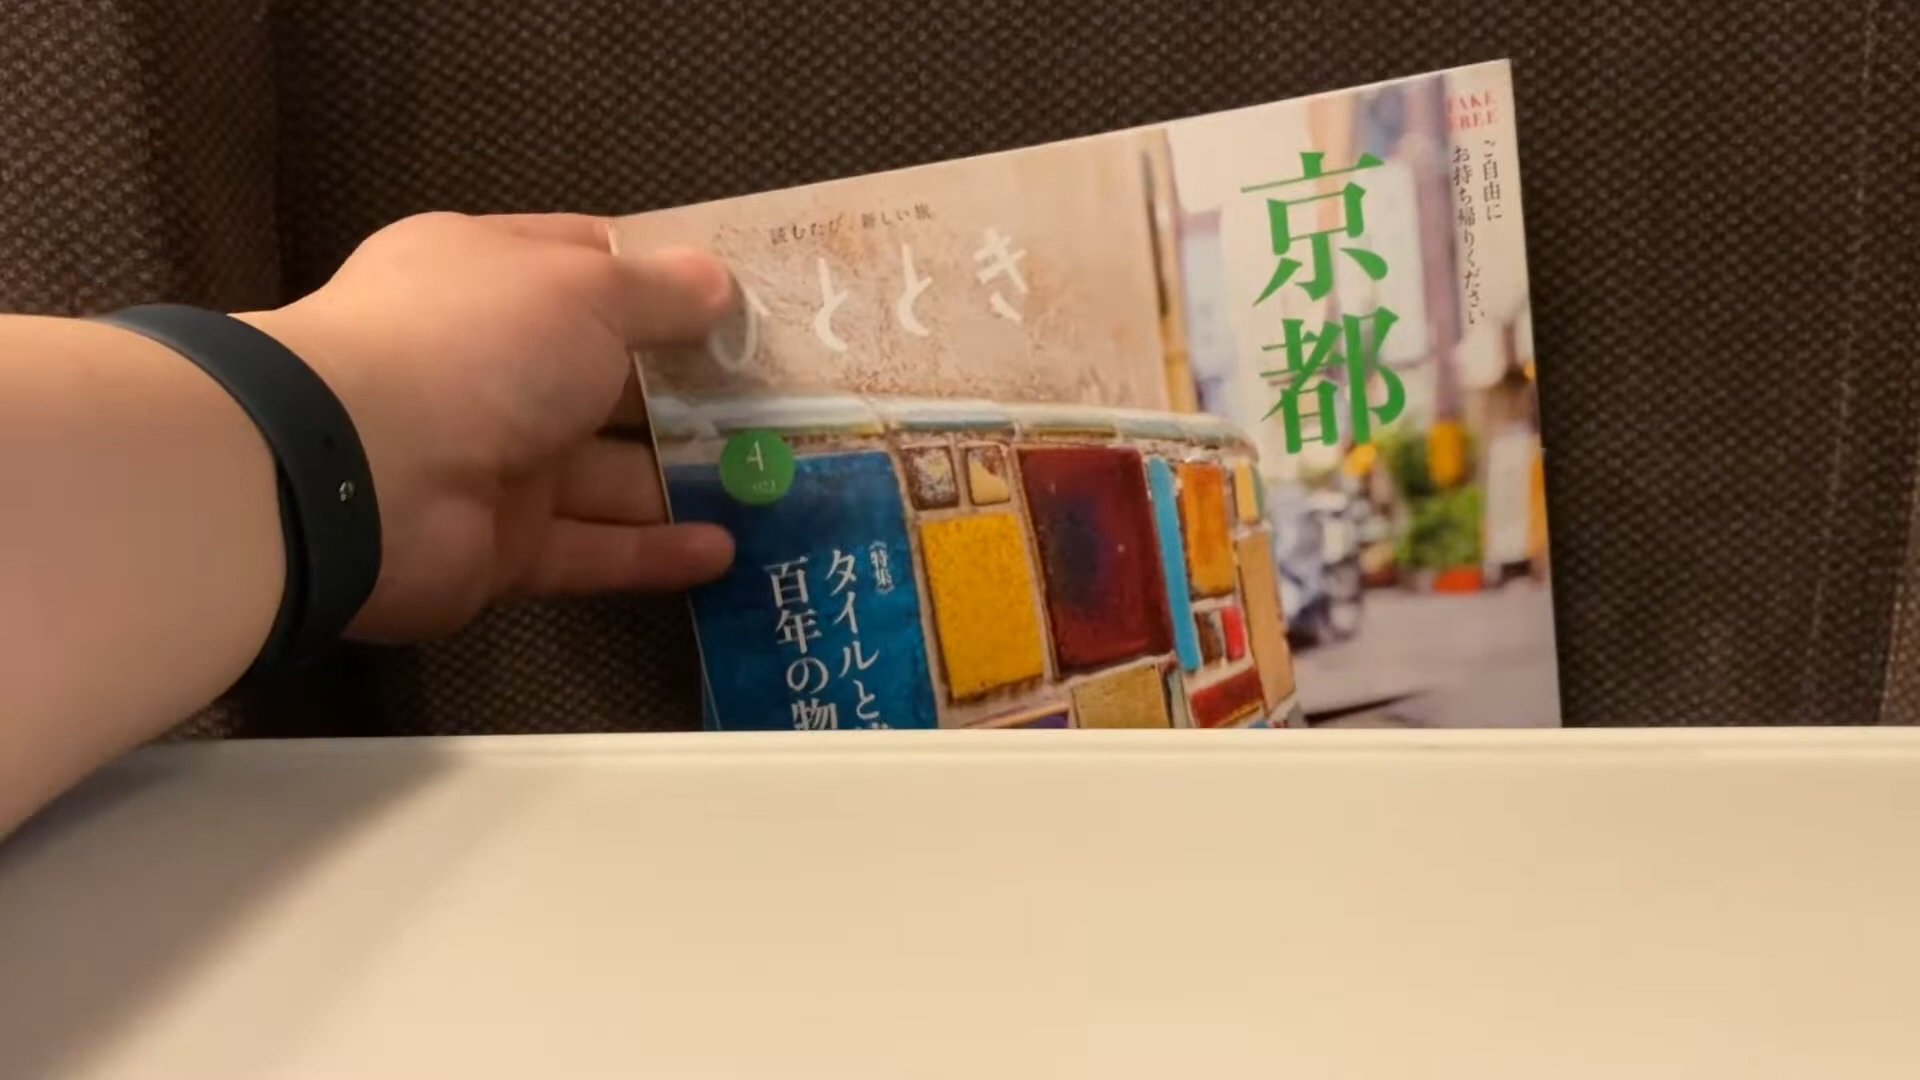 TAKE
FREE
ご自由に
お持ち帰りください
京都
読むたび 新しい旅
ひととき
4
《特集》
タイルと
百年の物